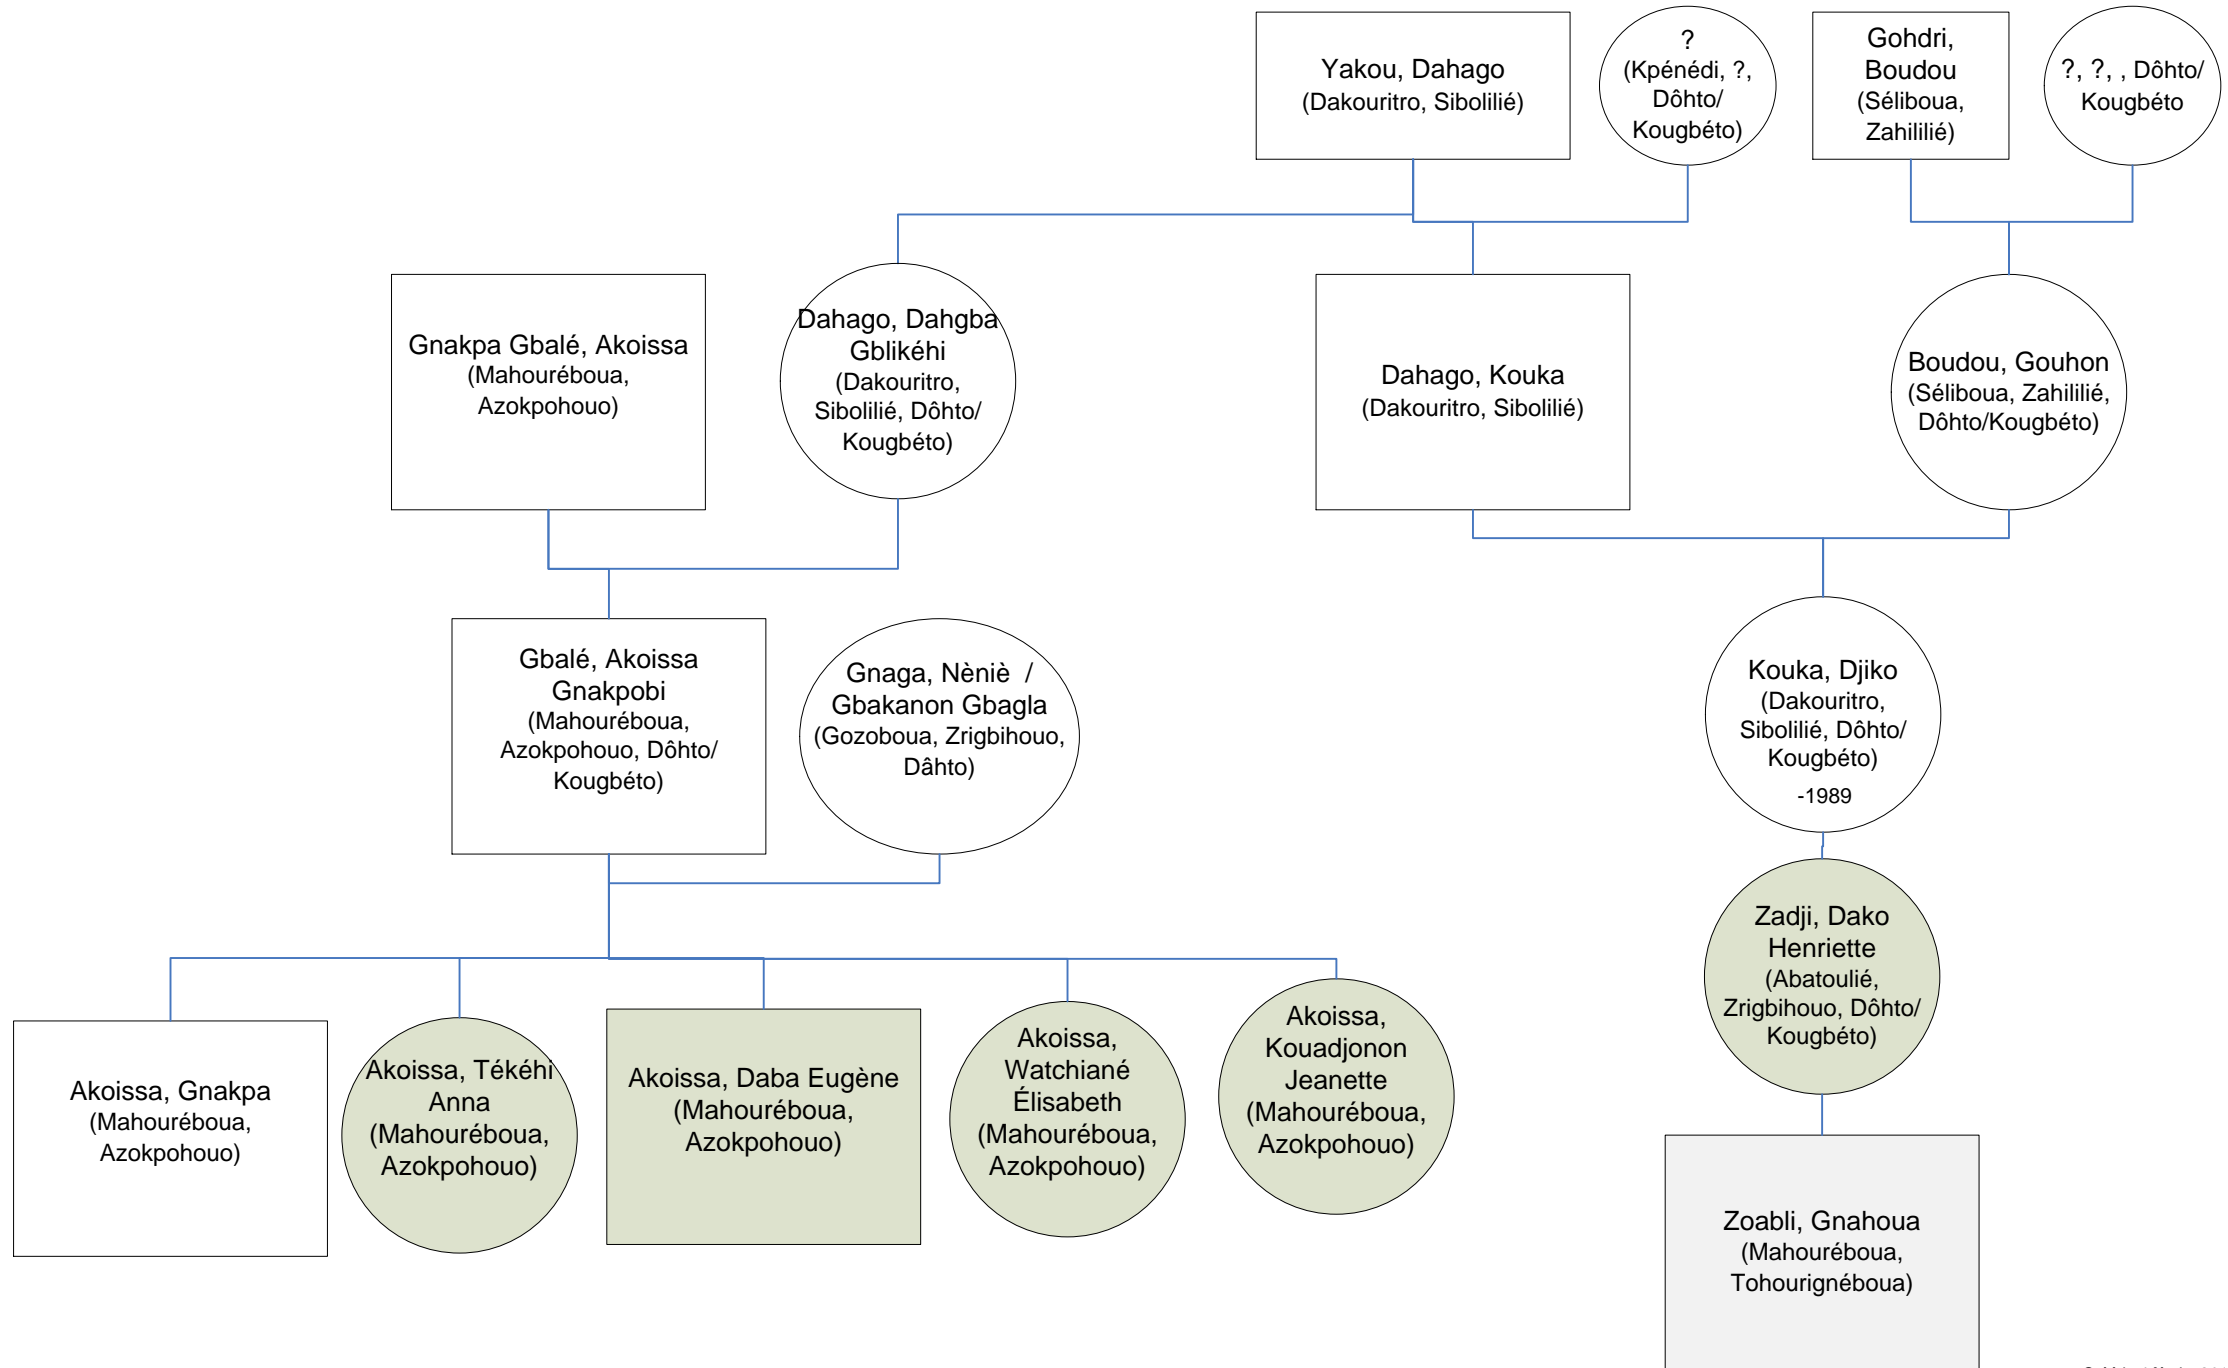 Yakou, Dahago
(Dakouritro, Sibolilié)
?
(Kpénédi, ?,
Dôhto/
Kougbéto)
Gohdri,
Boudou
(Séliboua,
Zahililié)
?, ?, , Dôhto/
Kougbéto
Gnakpa Gbalé, Akoissa
(Mahouréboua,
Azokpohouo)
Dahago, Dahgba
Gblikéhi
(Dakouritro,
Sibolilié, Dôhto/
Kougbéto)
Dahago, Kouka
(Dakouritro, Sibolilié)
Boudou, Gouhon
(Séliboua, Zahililié,
Dôhto/Kougbéto)
Gbalé, Akoissa
Gnakpobi
(Mahouréboua,
Azokpohouo, Dôhto/
Kougbéto)
Gnaga, Nèniè /
Gbakanon Gbagla
(Gozoboua, Zrigbihouo,
Dâhto)
Kouka, Djiko
(Dakouritro,
Sibolilié, Dôhto/
Kougbéto)
-1989
Zadji, Dako
Henriette
(Abatoulié,
Zrigbihouo, Dôhto/
Kougbéto)
Akoissa, Gnakpa
(Mahouréboua,
Azokpohouo)
Akoissa, Tékéhi
Anna
(Mahouréboua,
Azokpohouo)
Akoissa, Daba Eugène
(Mahouréboua,
Azokpohouo)
Akoissa,
Watchiané
Élisabeth
(Mahouréboua,
Azokpohouo)
Akoissa,
Kouadjonon
Jeanette
(Mahouréboua,
Azokpohouo)
Zoabli, Gnahoua
(Mahouréboua,
Tohourignéboua)